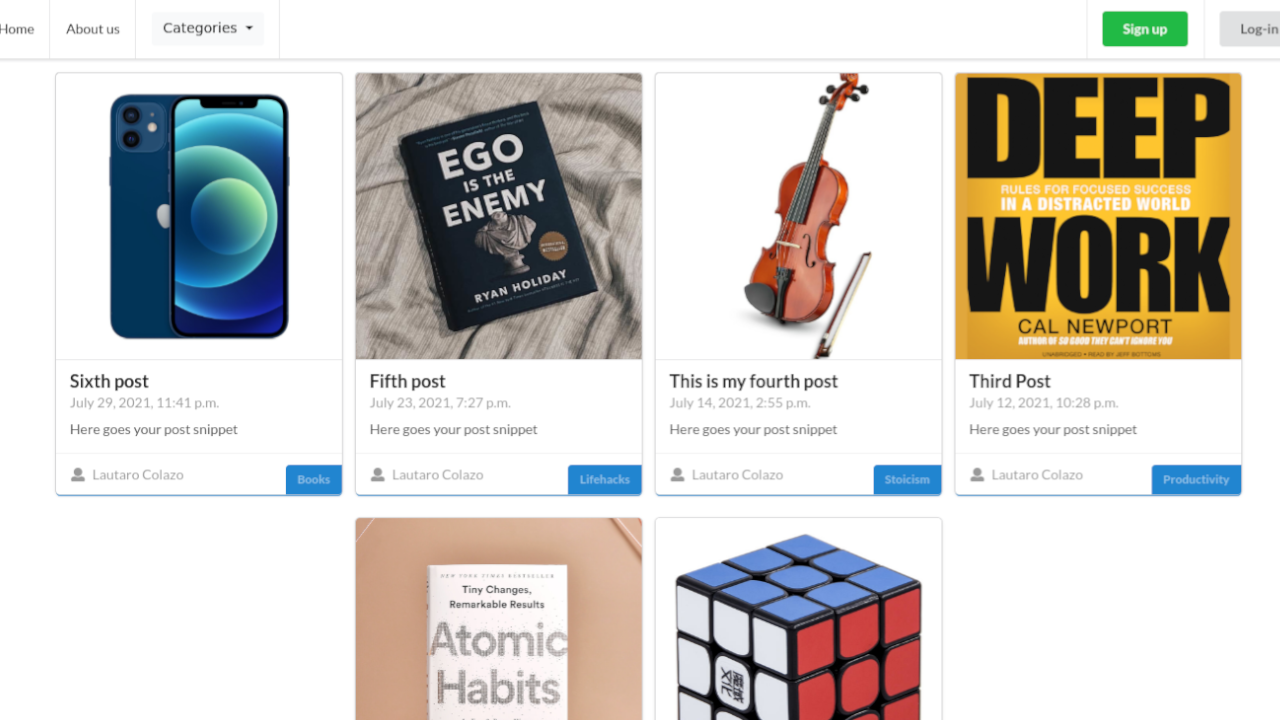 Home
About us
Categories
Sign up
Log-in
EGO
IS THE
ENEMY
RYAN HOLIDAY
DEEP
RULES FOR FOCUSED SUCCESS
IN A DISTRACTED WORLD
WORK
CAL NEWPORT
AUTHOR OF SO GOOD THEY CAN'T IGNORE YOU
UNABRIDGED • READ BY JEFF BOTTOMS
Sixth post
July 29, 2021, 11:41 p.m.
Here goes your post snippet
Lautaro Colazo
Books
Fifth post
July 23, 2021, 7:27 p.m.
Here goes your post snippet
Lautaro Colazo
Lifehacks
This is my fourth post
July 14, 2021, 2:55 p.m.
Here goes your post snippet
Lautaro Colazo
Stoicism
Third Post
July 12, 2021, 10:28 p.m.
Here goes your post snippet
Lautaro Colazo
Productivity
NEW YORK TIMES BESTSELLER
Tiny Changes,
Remarkable Results
Atomic
Habits